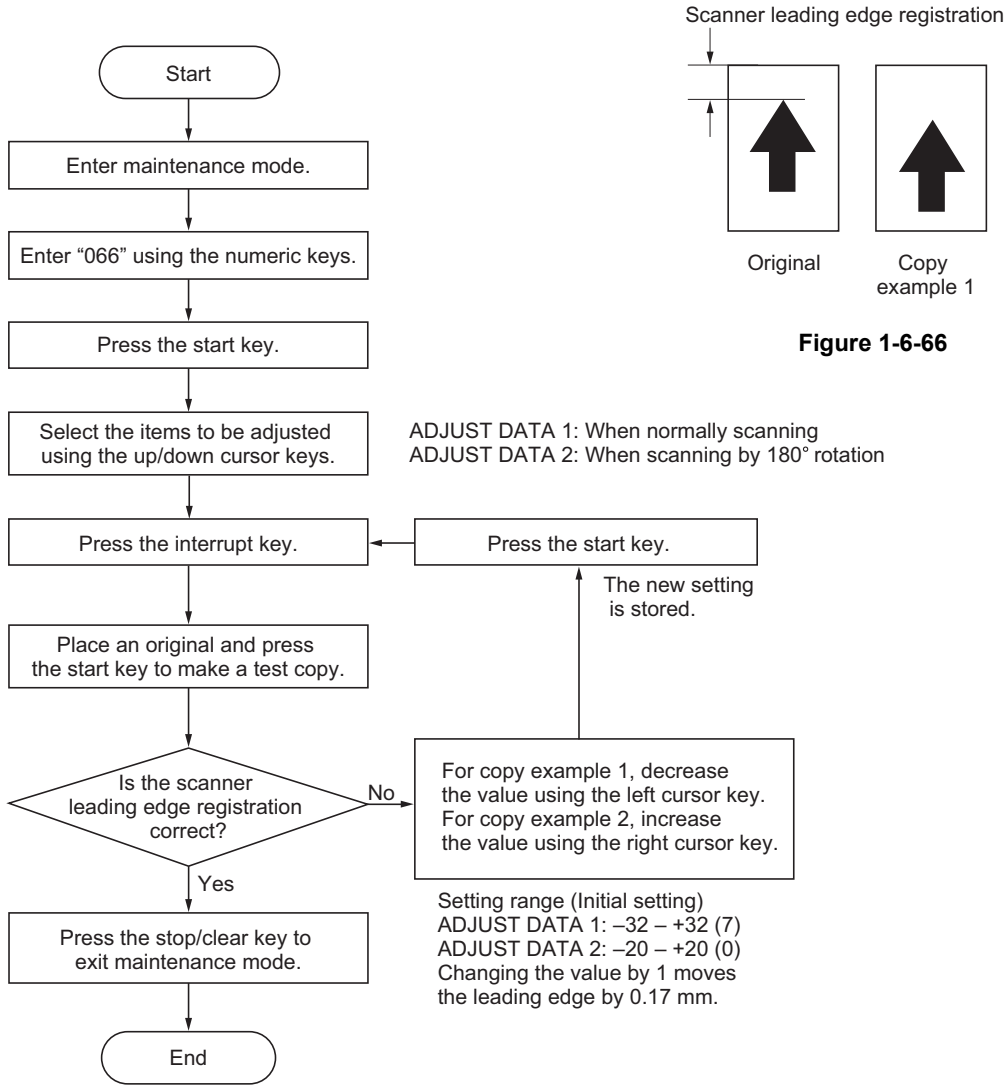 Scanner leading edge registration
Original
Copy
example 1
Figure 1-6-66
Start
Enter maintenance mode.
Enter “066” using the numeric keys.
Press the start key.
Select the items to be adjusted
using the up/down cursor keys.
ADJUST DATA 1: When normally scanning
ADJUST DATA 2: When scanning by 180° rotation
Press the interrupt key.
Press the start key.
The new setting
is stored.
Place an original and press
the start key to make a test copy.
Is the scanner
leading edge registration
correct?
No
For copy example 1, decrease
the value using the left cursor key.
For copy example 2, increase
the value using the right cursor key.
Yes
Setting range (Initial setting)
ADJUST DATA 1: –32 – +32 (7)
ADJUST DATA 2: –20 – +20 (0)
Changing the value by 1 moves
the leading edge by 0.17 mm.
Press the stop/clear key to
exit maintenance mode.
End